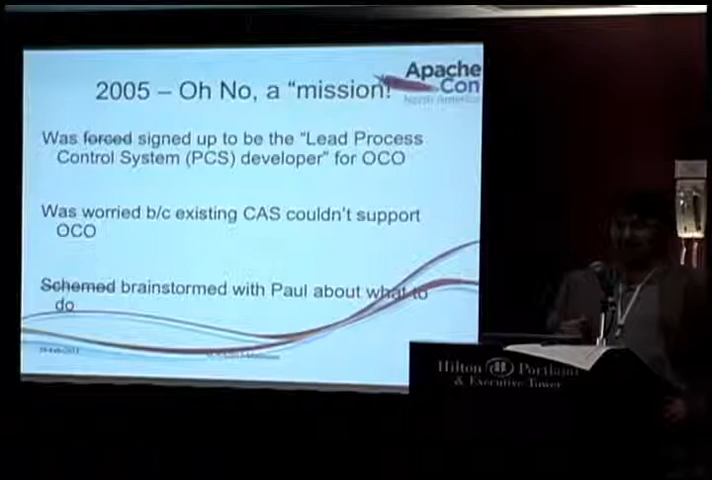 Apache
Con
North America
2005 – Oh No, a “mission!
Was forced signed up to be the “Lead Process
Control System (PCS) developer” for OCO
Was worried b/c existing CAS couldn’t support
OCO
Schemed brainstormed with Paul about what to
do
Hilton Portland
& Executive Tower